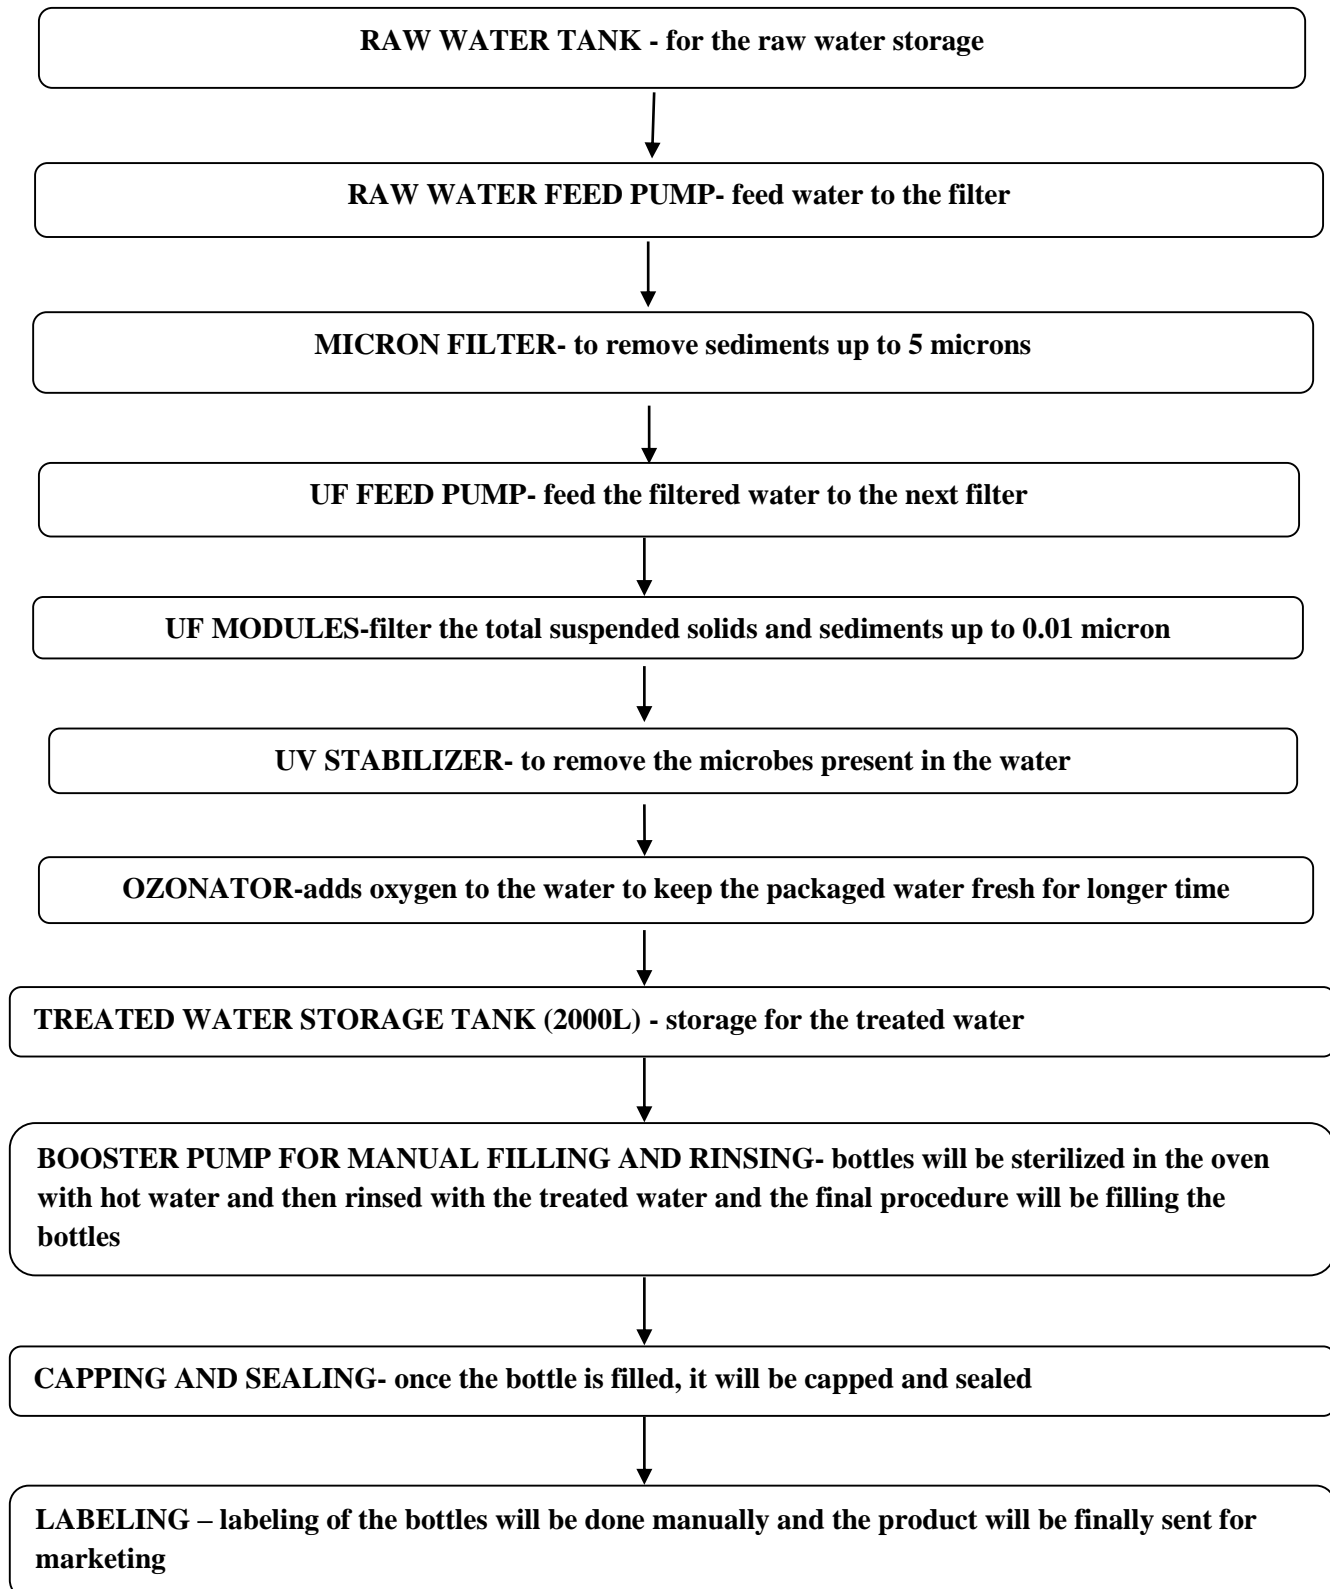 RAW WATER TANK - for the raw water storage
RAW WATER FEED PUMP- feed water to the filter
MICRON FILTER- to remove sediments up to 5 microns
UF FEED PUMP- feed the filtered water to the next filter
UF MODULES-filter the total suspended solids and sediments up to 0.01 micron
UV STABILIZER- to remove the microbes present in the water
OZONATOR-adds oxygen to the water to keep the packaged water fresh for longer time
TREATED WATER STORAGE TANK (2000L) - storage for the treated water
BOOSTER PUMP FOR MANUAL FILLING AND RINSING- bottles will be sterilized in the oven
with hot water and then rinsed with the treated water and the final procedure will be filling the
bottles
CAPPING AND SEALING- once the bottle is filled, it will be capped and sealed
LABELING – labeling of the bottles will be done manually and the product will be finally sent for
marketing